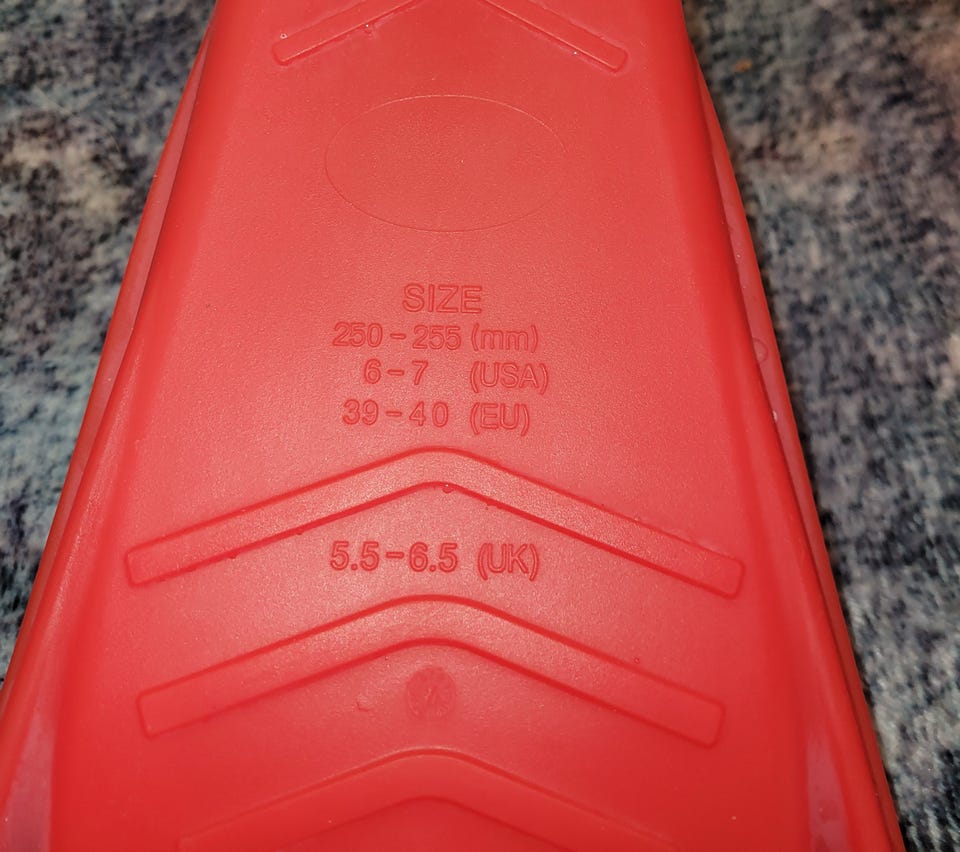 SIZE
250-255 (mm)
6-7 (USA)
39-40 (EU)
5.5-6.5 (UK)